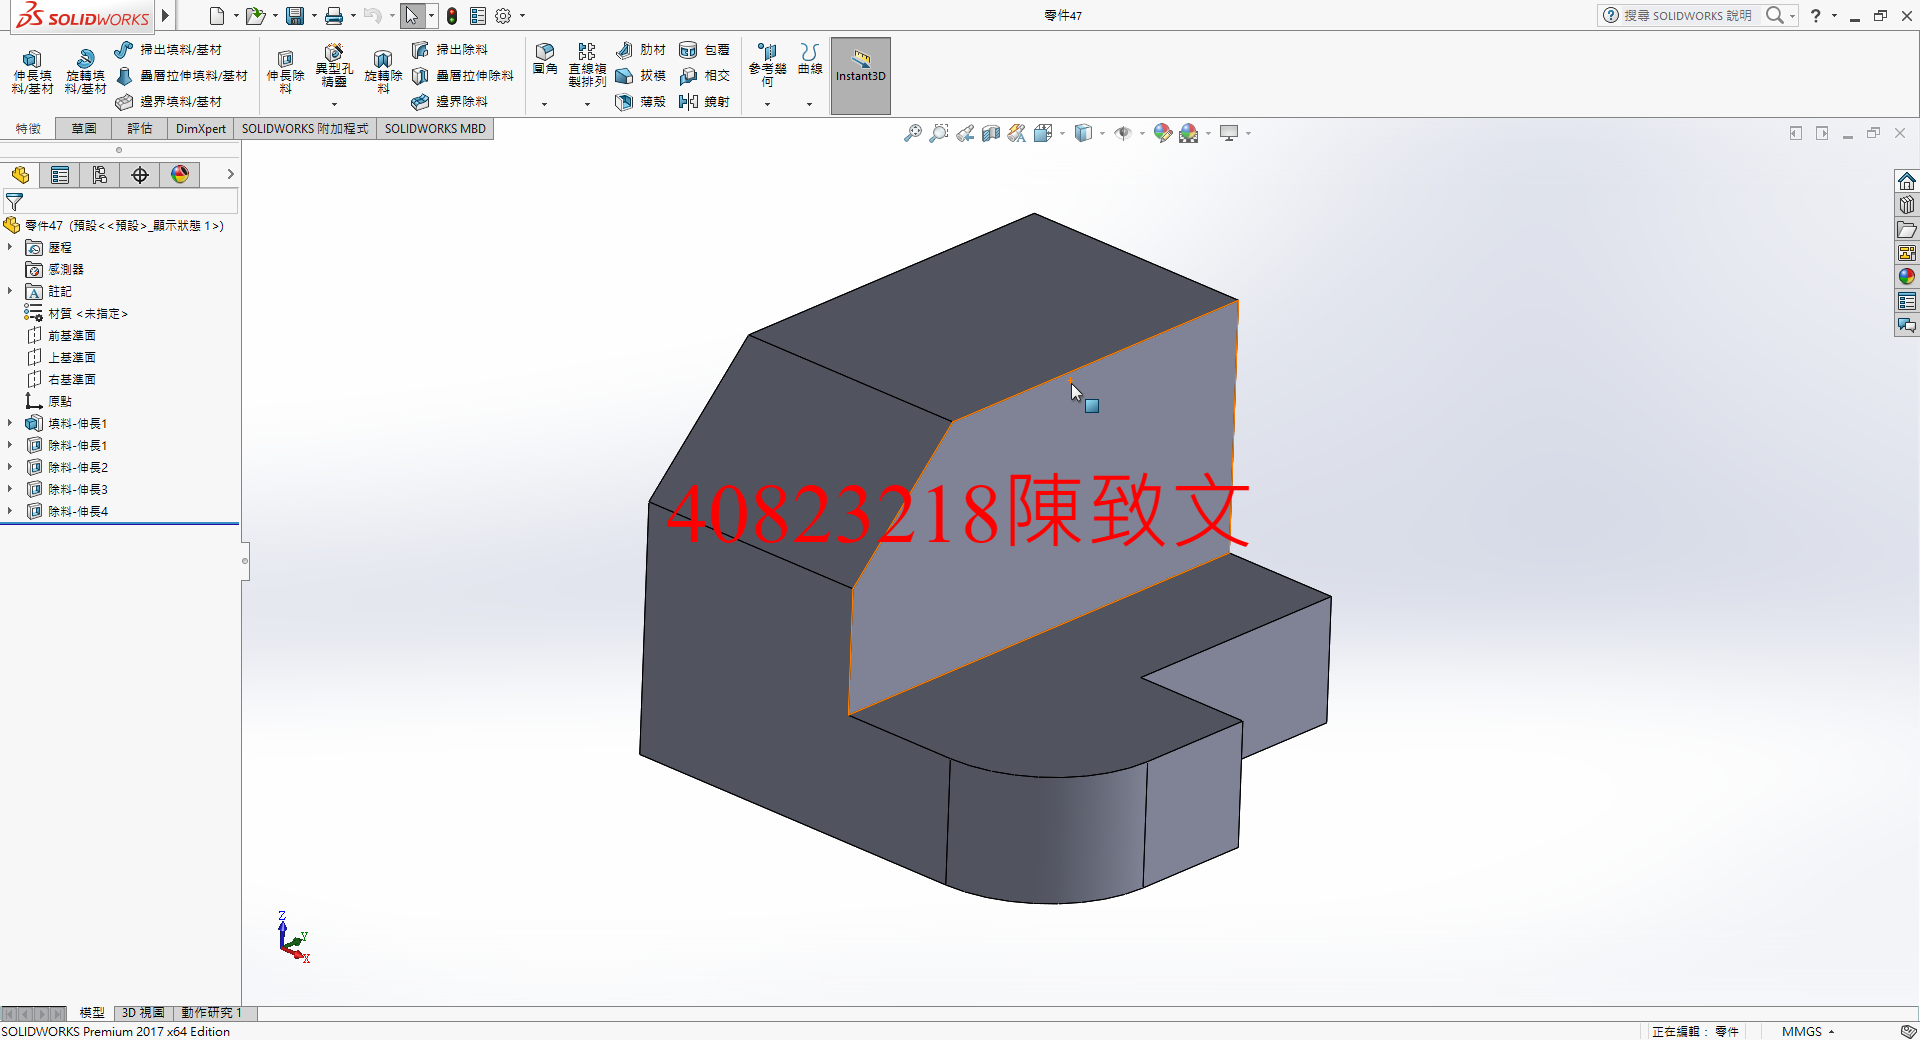 SOLIDWORKS
零件47
搜尋 SOLIDWORKS 說明
伸長填料/基材
旋轉填料/基材
掃出填料/基材
疊層拉伸填料/基材
邊界填料/基材
伸長除料
異型孔精靈
旋轉除料
掃出除料
疊層拉伸除料
邊界除料
圓角
直線複製排列
肋材
拔模
薄殼
包覆
相交
鏡射
參考幾何
曲線
Instant3D
特徵
草圖
評估
DimXpert
SOLIDWORKS 附加程式
SOLIDWORKS MBD
零件47 (預設<<預設>_顯示狀態 1>)
歷程
感測器
註記
材質 <未指定>
前基準面
上基準面
右基準面
原點
填料-伸長1
除料-伸長1
除料-伸長2
除料-伸長3
除料-伸長4
40823218陳致文
Z
Y
X
模型
3D 視圖
動作研究 1
SOLIDWORKS Premium 2017 x64 Edition
正在編輯： 零件
MMGS